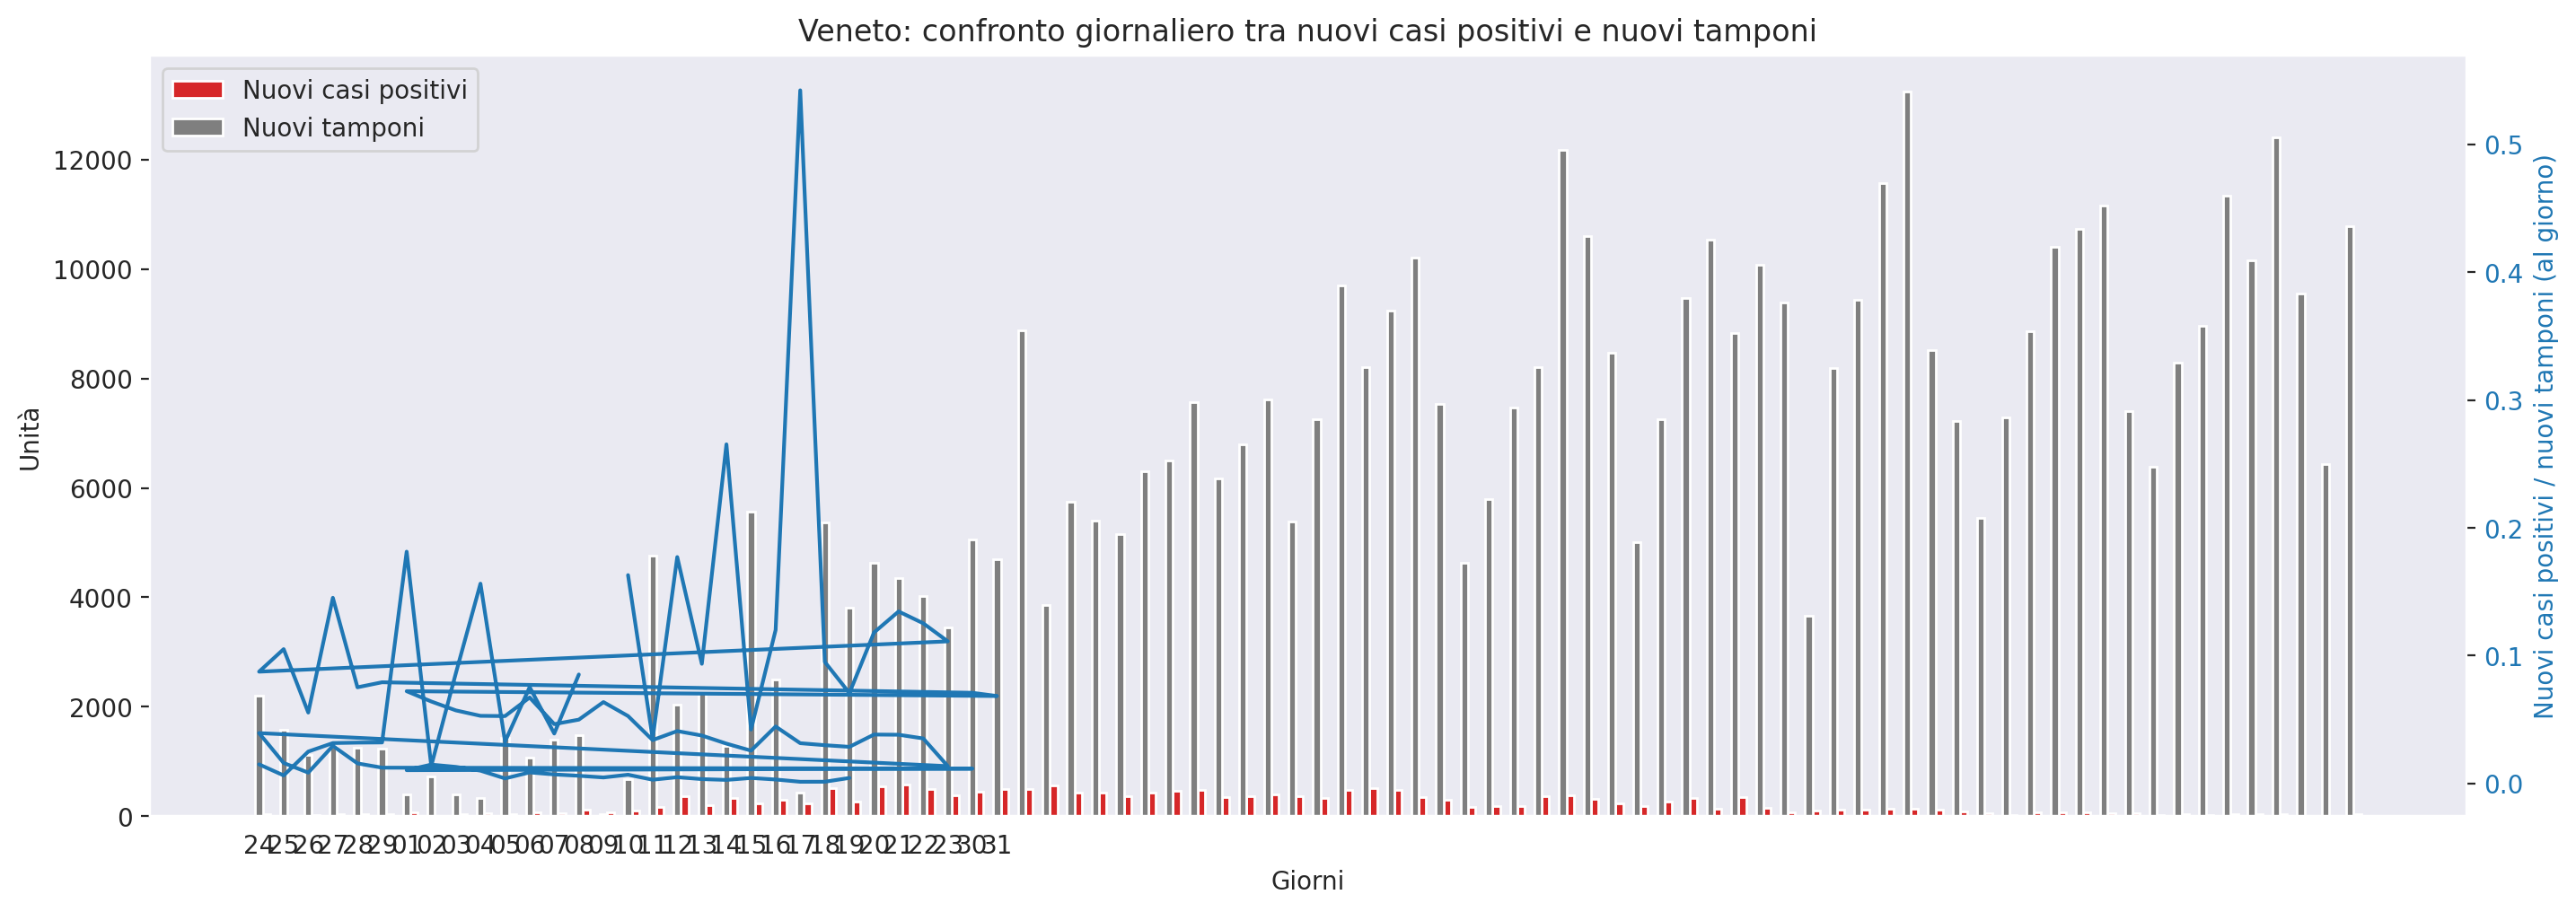 Veneto: confronto giornaliero tra nuovi casi positivi e nuovi tamponi
Nuovi casi positivi
Nuovi tamponi
12000
10000
8000
6000
4000
2000
0
Unità
0.5
0.4
0.3
0.2
0.1
0.0
Nuovi casi positivi / nuovi tamponi (al giorno)
24 25 26 27 28 29 01 02 03 04 05 06 07 08 09 10 11 12 13 14 15 16 17 18 19 20 21 22 23 30 31
Giorni